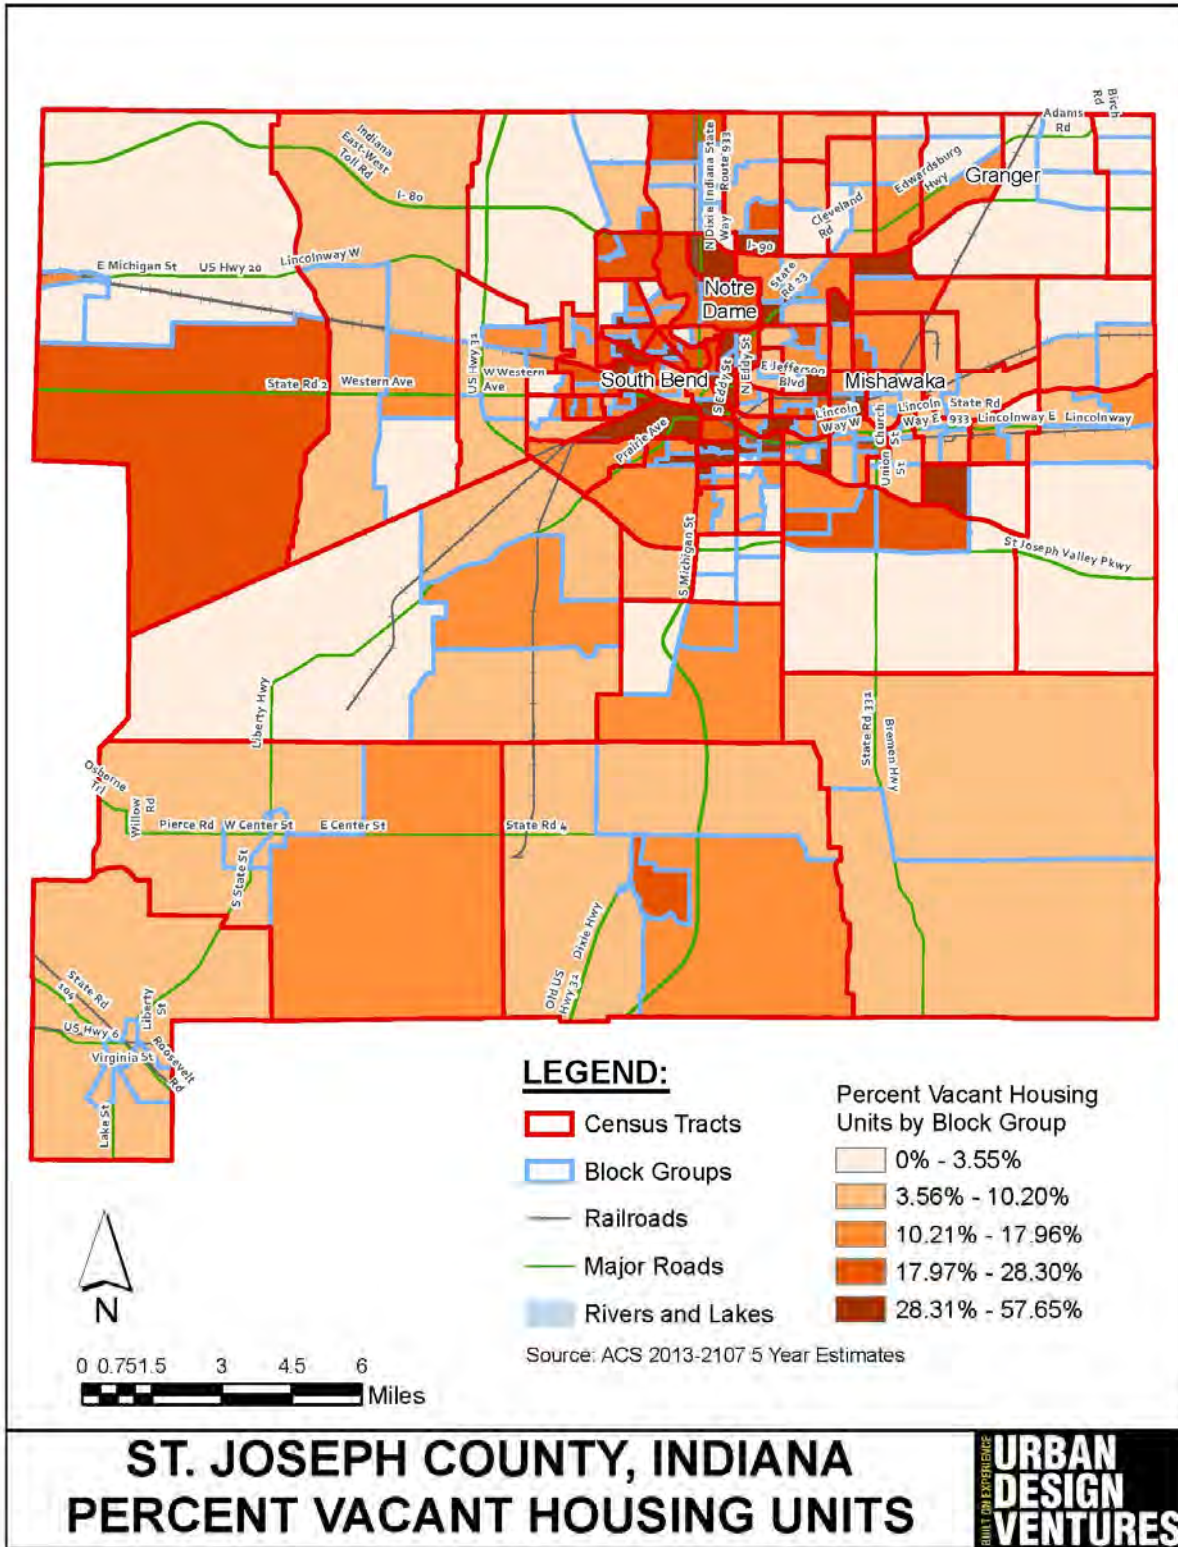 Birch
Rd
Adams
Rd
Indiana
East-West
Toll Rd
I- 80
N Dixie Indiana State
Way Route 933
Edwardsburg
Hwy
Granger
Cleveland
Rd
I- 90
E Michigan St
US Hwy 20
Lincolnway W
State
Rd 23
Notre
Dame
US Hwy 31
W Western
Ave
South Bend
S Eddy St
N Eddy St
E Jefferson
Blvd
Mishawaka
State Rd 2
Western Ave
Lincoln
Way W
Church
Union St
St
Lincoln
Way E
State Rd
933
Lincolnway E
Lincolnway
Prairie Ave
S Michigan St
St Joseph Valley Pkwy
Liberty Hwy
State Rd 331
Bremen Hwy
Osborne
Trl
Willow
Rd
Pierce Rd
W Center St
E Center St
State Rd 4
S State St
Old US
Hwy 31
Dixie Hwy
State Rd
104
Liberty
St
US Hwy 6
Virginia St
Roosevelt
Rd
Lake St
LEGEND:
Census Tracts
Block Groups
Railroads
Major Roads
Rivers and Lakes
Percent Vacant Housing
Units by Block Group
0% - 3.55%
3.56% - 10.20%
10.21% - 17.96%
17.97% - 28.30%
28.31% - 57.65%
Source: ACS 2013-2107 5 Year Estimates
N
0 0.75 1.5 3 4.5 6
Miles
ST. JOSEPH COUNTY, INDIANA
PERCENT VACANT HOUSING UNITS
BUILT ON EXPERIENCE
URBAN
DESIGN
VENTURES